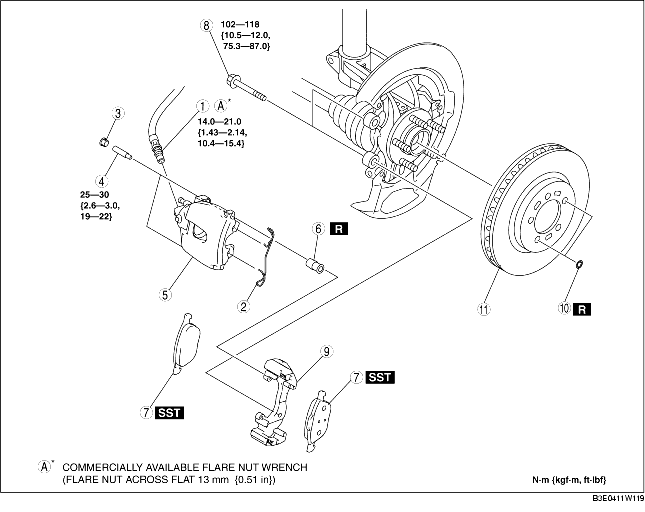 8
102—118
{10.5—12.0,
75.3—87.0}
1 A*
14.0—21.0
{1.43—2.14,
10.4—15.4}
3
4
25—30
{2.6—3.0,
19—22}
6 R
5
2
11
10 R
9
7 SST
7 SST
A* COMMERCIALLY AVAILABLE FLARE NUT WRENCH
(FLARE NUT ACROSS FLAT 13 mm {0.51 in})
N·m {kgf·m, ft·lbf}
B3E0411W119